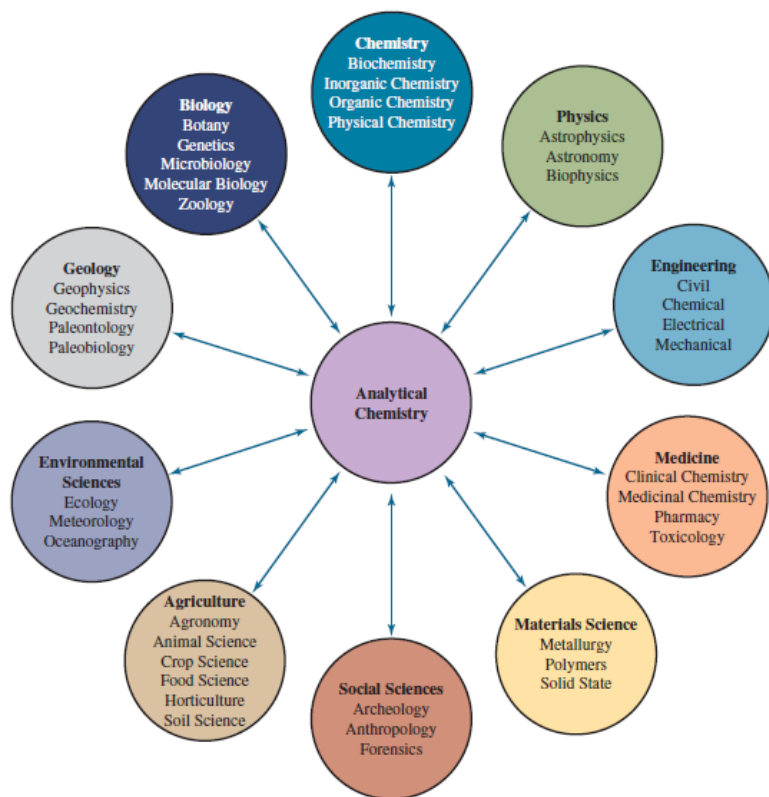 Chemistry
Biochemistry
Inorganic Chemistry
Organic Chemistry
Physical Chemistry
Physics
Astrophysics
Astronomy
Biophysics
Engineering
Civil
Chemical
Electrical
Mechanical
Medicine
Clinical Chemistry
Medicinal Chemistry
Pharmacy
Toxicology
Materials Science
Metallurgy
Polymers
Solid State
Social Sciences
Archeology
Anthropology
Forensics
Agriculture
Agronomy
Animal Science
Crop Science
Food Science
Horticulture
Soil Science
Environmental
Sciences
Ecology
Meteorology
Oceanography
Geology
Geophysics
Geochemistry
Paleontology
Paleobiology
Biology
Botany
Genetics
Microbiology
Molecular Biology
Zoology
Analytical
Chemistry